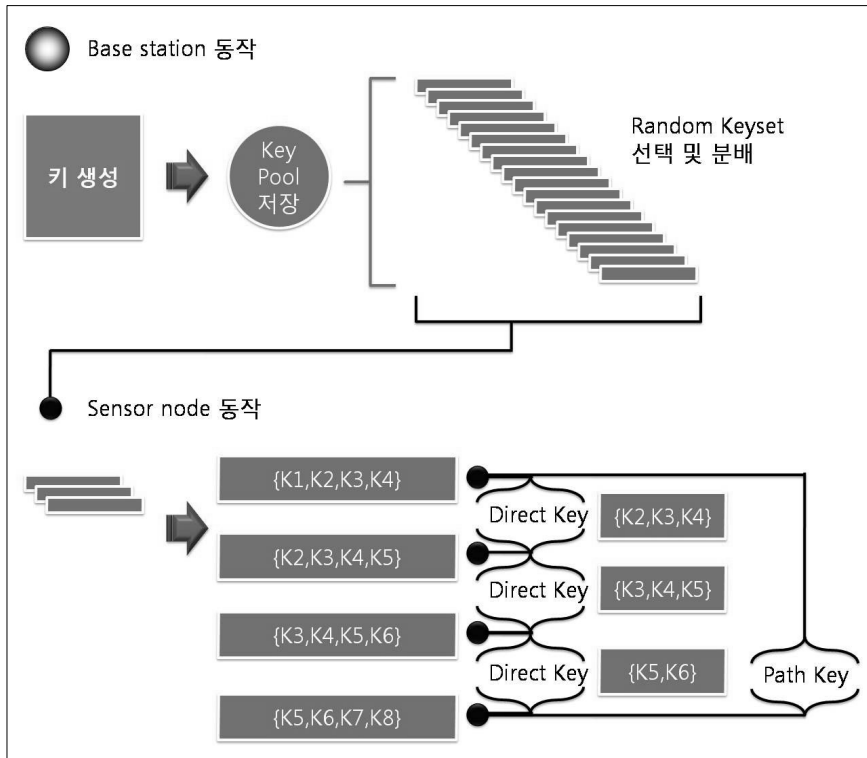 Base station 동작
키 생성
Key
Pool
저장
Random Keyset
선택 및 분배
Sensor node 동작
{K1,K2,K3,K4}
Direct Key
{K2,K3,K4}
{K2,K3,K4,K5}
Direct Key
{K3,K4,K5}
{K3,K4,K5,K6}
Direct Key
{K5,K6}
Path Key
{K5,K6,K7,K8}